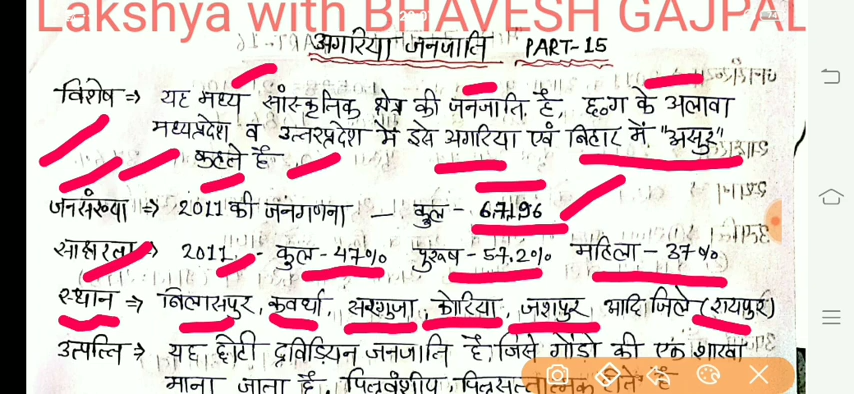 Lakshya with BHAVESH GAJPAL
अगरिया जनजाति PART-15
विशेष ⇒ यह मध्य सांस्कृतिक क्षेत्र की जनजाति है, छ०ग के अलावा
मध्यप्रदेश व उत्तरप्रदेश में इसे अगरिया एवं बिहार में "असुर"
कहते हैं
जनसंख्या ⇒ 2011 की जनगणना — कुल - 67196
साक्षरता ⇒ 2011 - कुल - 47% पुरुष - 57.2% महिला - 37%
स्थान ⇒ बिलासपुर, कवर्धा, सरगुजा, कोरिया, जशपुर आदि जिले (रायपुर)
उत्पत्ति ⇒ यह छोटी द्रविडियन जनजाति है, जिसे गोंडो की एक शाखा
माना जाता है, पितृवंशीय, पितृसत्तात्मक होते हैं